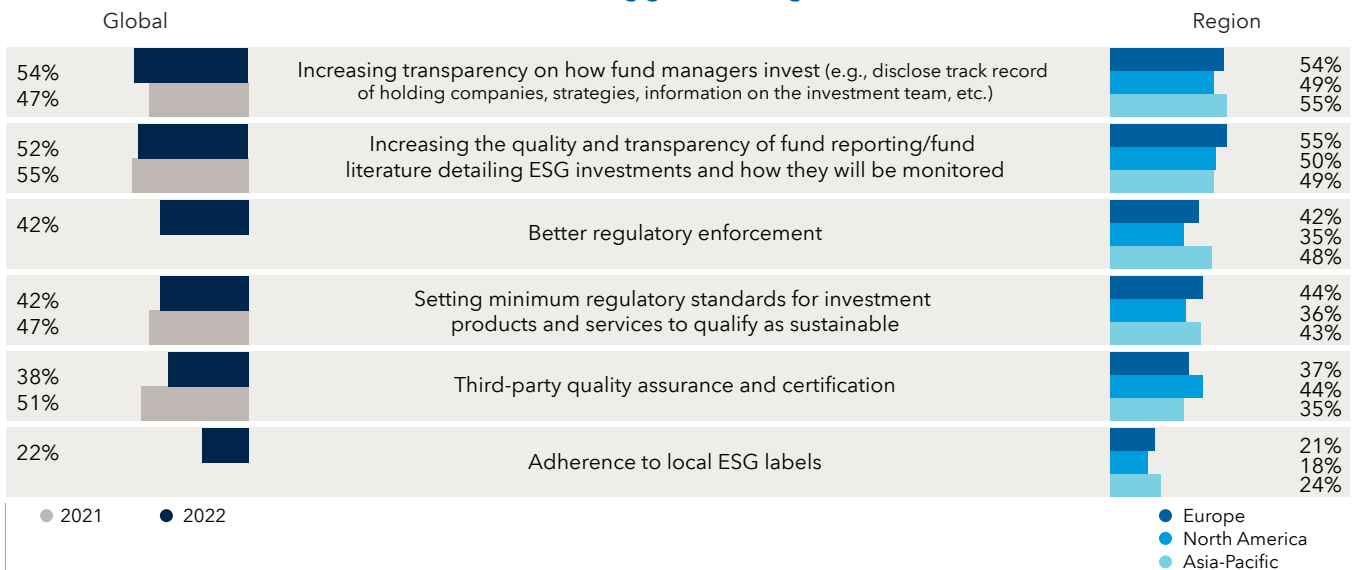 Global
Region
54%
47%
Increasing transparency on how fund managers invest (e.g., disclose track record
of holding companies, strategies, information on the investment team, etc.)
54%
49%
55%
52%
55%
Increasing the quality and transparency of fund reporting/fund
literature detailing ESG investments and how they will be monitored
55%
50%
49%
42%
Better regulatory enforcement
42%
35%
48%
42%
47%
Setting minimum regulatory standards for investment
products and services to qualify as sustainable
44%
36%
43%
38%
51%
Third-party quality assurance and certification
37%
44%
35%
22%
Adherence to local ESG labels
21%
18%
24%
2021
2022
Europe
North America
Asia-Pacific